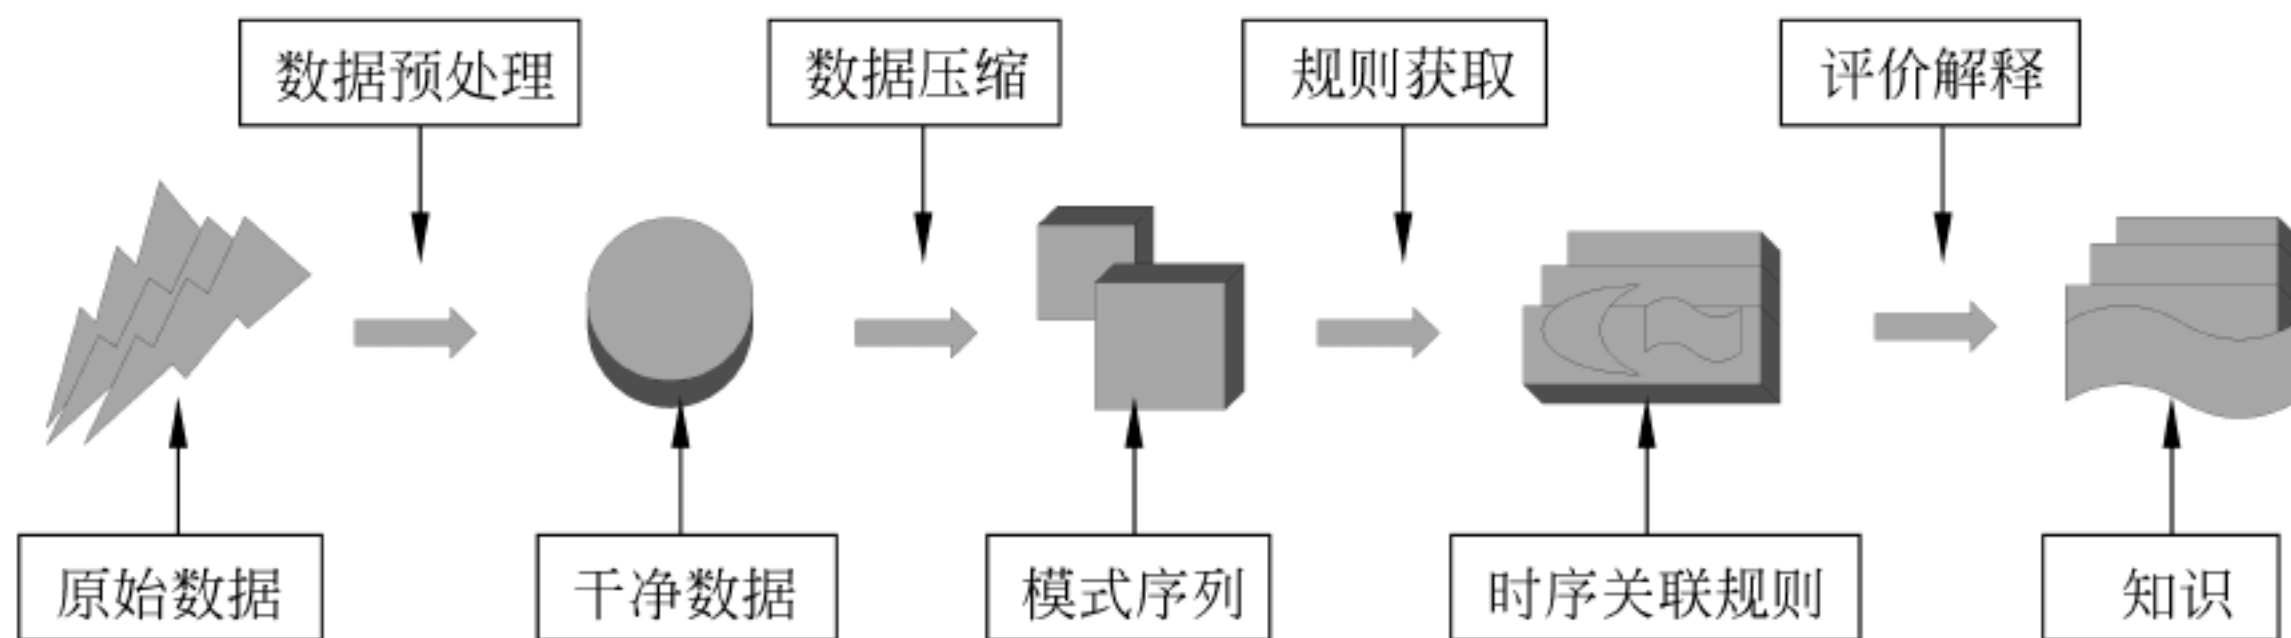 数据预处理
数据压缩
规则获取
评价解释
原始数据
干净数据
模式序列
时序关联规则
知识